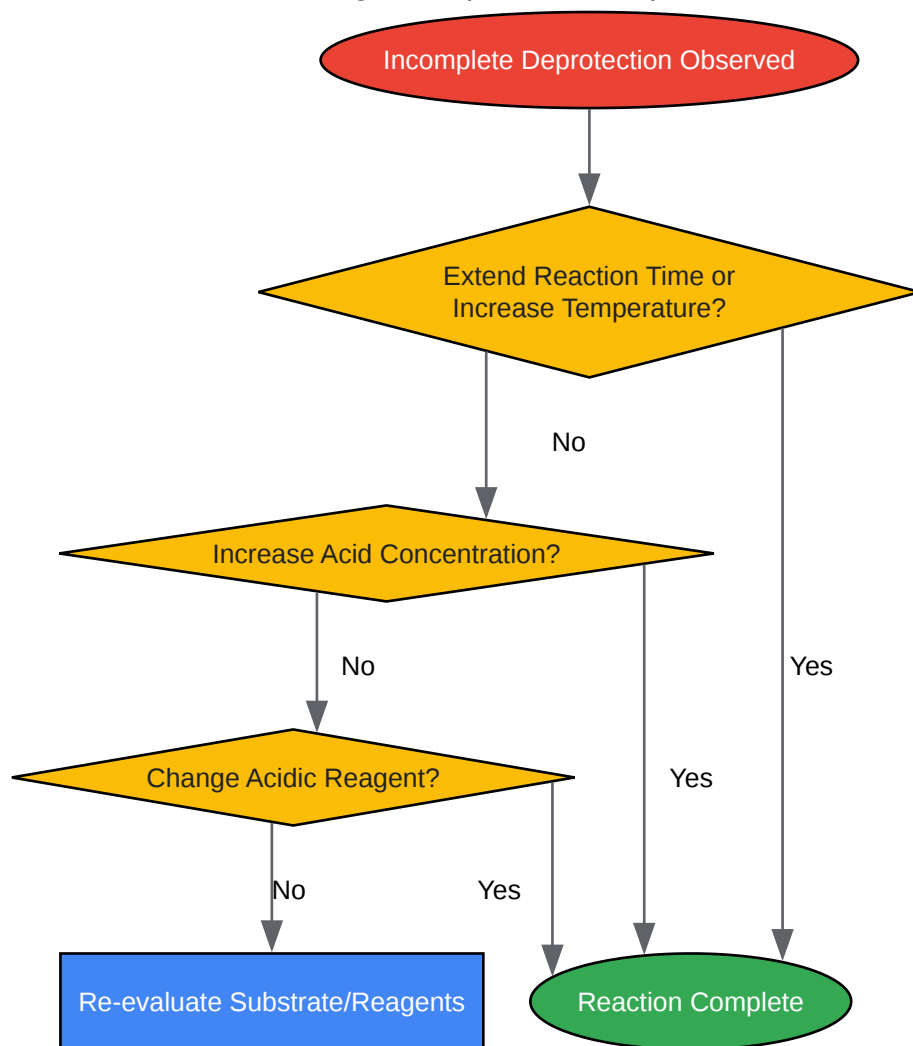 Incomplete Deprotection Observed
Extend Reaction Time or
Increase Temperature?
No
Increase Acid Concentration?
No
Yes
Change Acidic Reagent?
Yes
No
Yes
Re-evaluate Substrate/Reagents
Reaction Complete